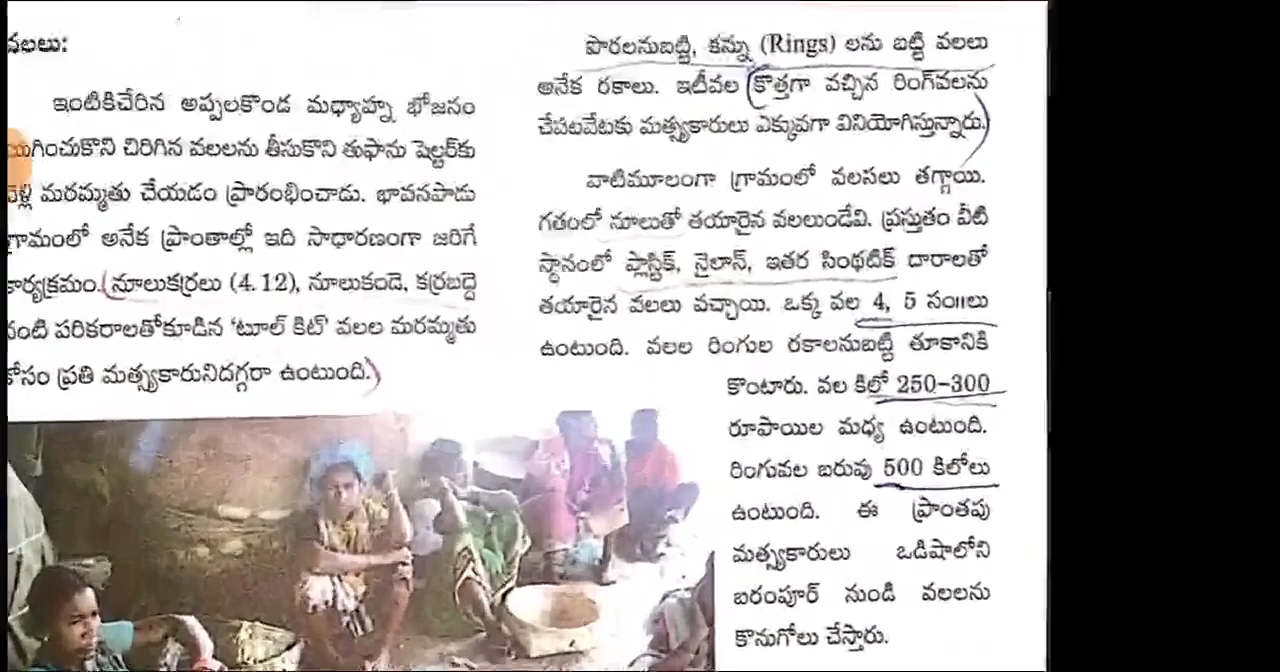 వలలు:
ఇంటికిచేరిన అప్పలకొండ మధ్యాహ్న భోజనం
ముగించుకొని చిరిగిన వలలను తీసుకొని తుఫాను షెల్టర్‌కు
వెళ్లి మరమ్మతు చేయడం ప్రారంభించాడు. భావనపాడు
గ్రామంలో అనేక ప్రాంతాల్లో ఇది సాధారణంగా జరిగే
కార్యక్రమం. నూలుకర్రలు (4.12), నూలుకండె, కర్రబద్దె
వంటి పరికరాలతోకూడిన 'టూల్ కిట్' వలల మరమ్మతు
కోసం ప్రతి మత్స్యకారునిదగ్గరా ఉంటుంది.
పొరలనుబట్టి, కన్ను (Rings) లను బట్టి వలలు
అనేక రకాలు. ఇటీవల కొత్తగా వచ్చిన రింగ్‌వలను
చేపటవేటకు మత్స్యకారులు ఎక్కువగా వినియోగిస్తున్నారు.
వాటిమూలంగా గ్రామంలో వలసలు తగ్గాయి.
గతంలో నూలుతో తయారైన వలలుండేవి. ప్రస్తుతం వీటి
స్థానంలో ప్లాస్టిక్, నైలాన్, ఇతర సింథటిక్ దారాలతో
తయారైన వలలు వచ్చాయి. ఒక్క వల 4, 5 సం॥లు
ఉంటుంది. వలల రింగుల రకాలనుబట్టి తూకానికి
కొంటారు. వల కిలో 250-300
రూపాయిల మధ్య ఉంటుంది.
రింగువల బరువు 500 కిలోలు
ఉంటుంది. ఈ ప్రాంతపు
మత్స్యకారులు ఒడిషాలోని
బరంపూర్ నుండి వలలను
కొనుగోలు చేస్తారు.